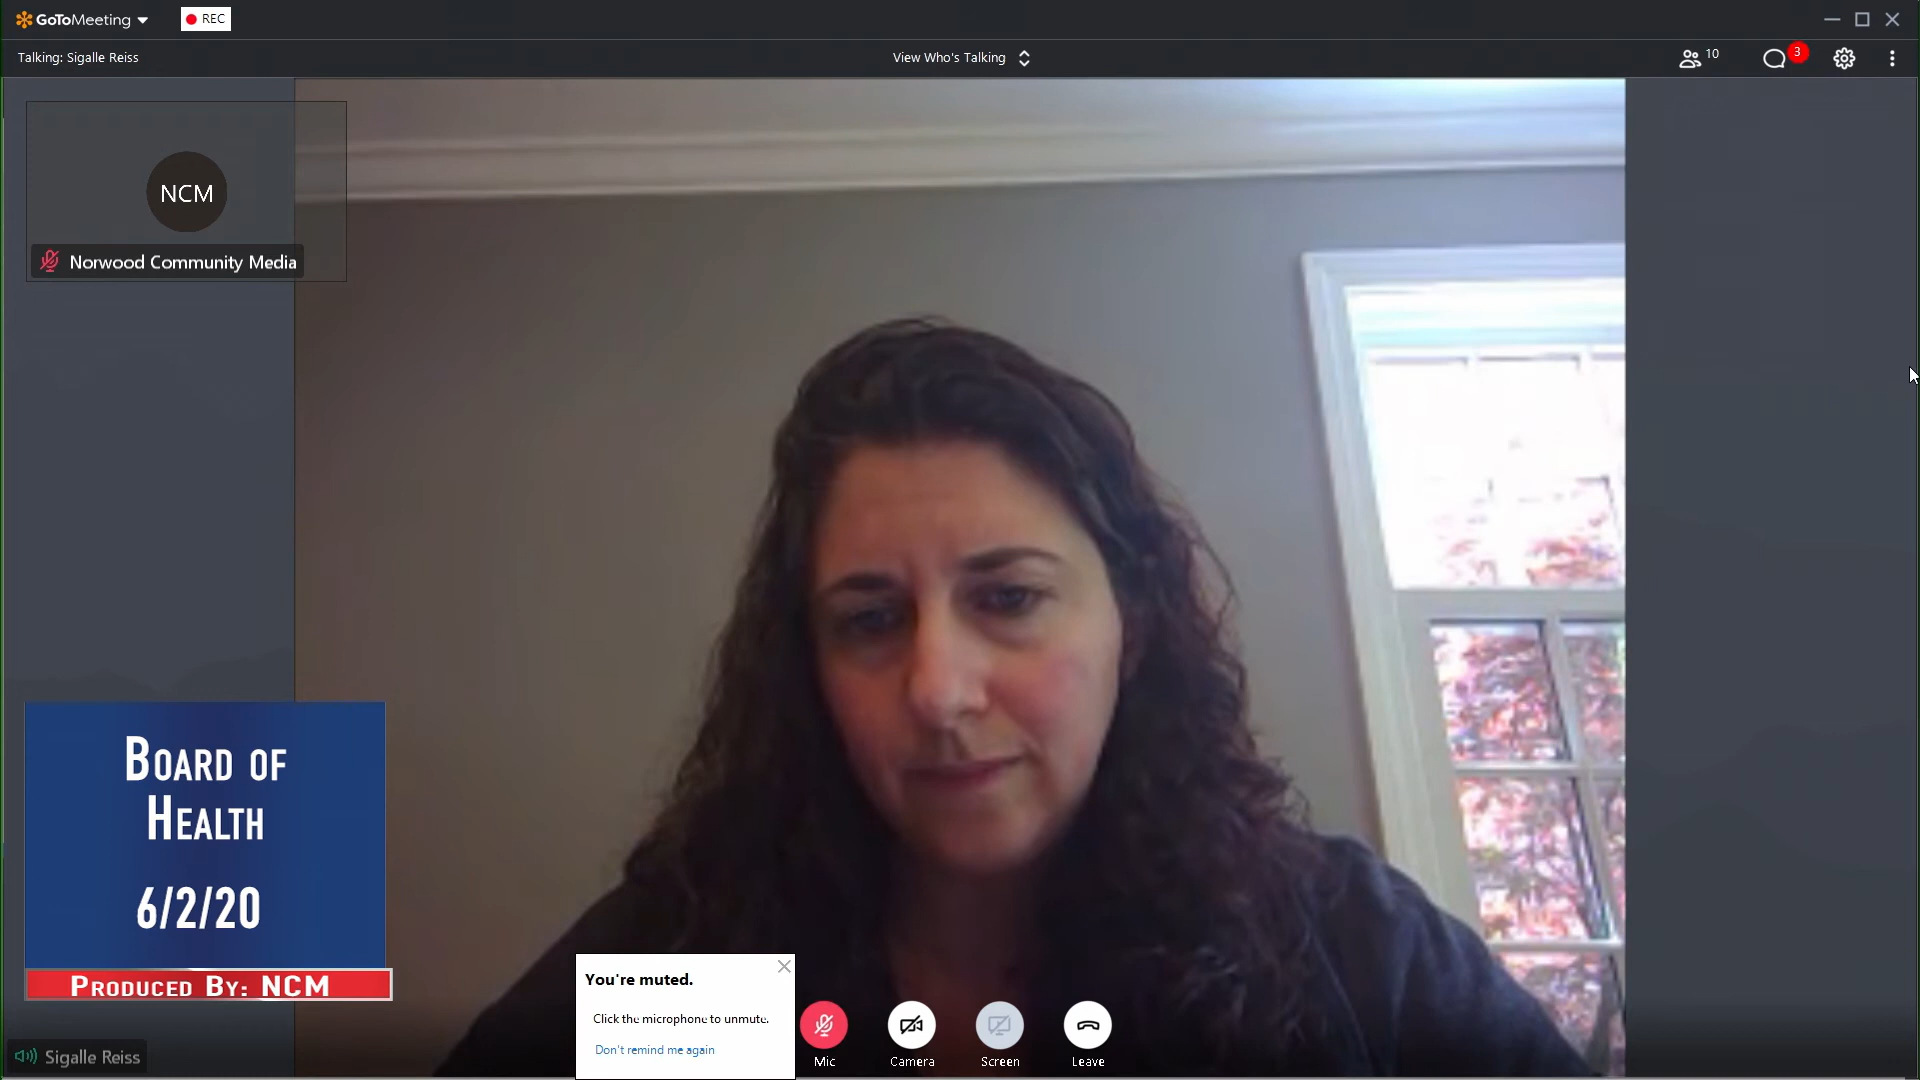 GoToMeeting
REC
Talking: Sigalle Reiss
View Who's Talking
10
3
NCM
Norwood Community Media
BOARD OF
HEALTH
6/2/20
PRODUCED BY: NCM
You're muted.
Click the microphone to unmute.
Don't remind me again
Mic
Camera
Screen
Leave
Sigalle Reiss